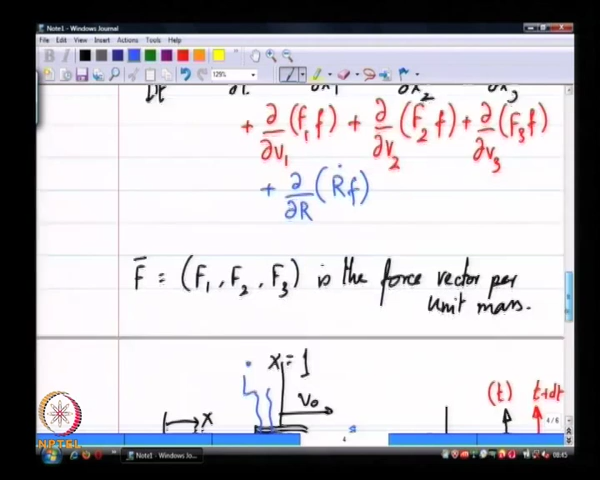 Note1 - Windows Journal
File Edit View Insert Actions Tools Help
129%
+ ∂/∂v₁ (F₁f) + ∂/∂v₂ (F₂f) + ∂/∂v₃ (F₃f)
+ ∂/∂R (Ṙf)
F̄ = (F₁, F₂, F₃) is the force vector per
unit mass.
x = 1
V₀
x
(t) t+dt
4/6
4
NPTEL
Note1 - Windows Jo...
08:45